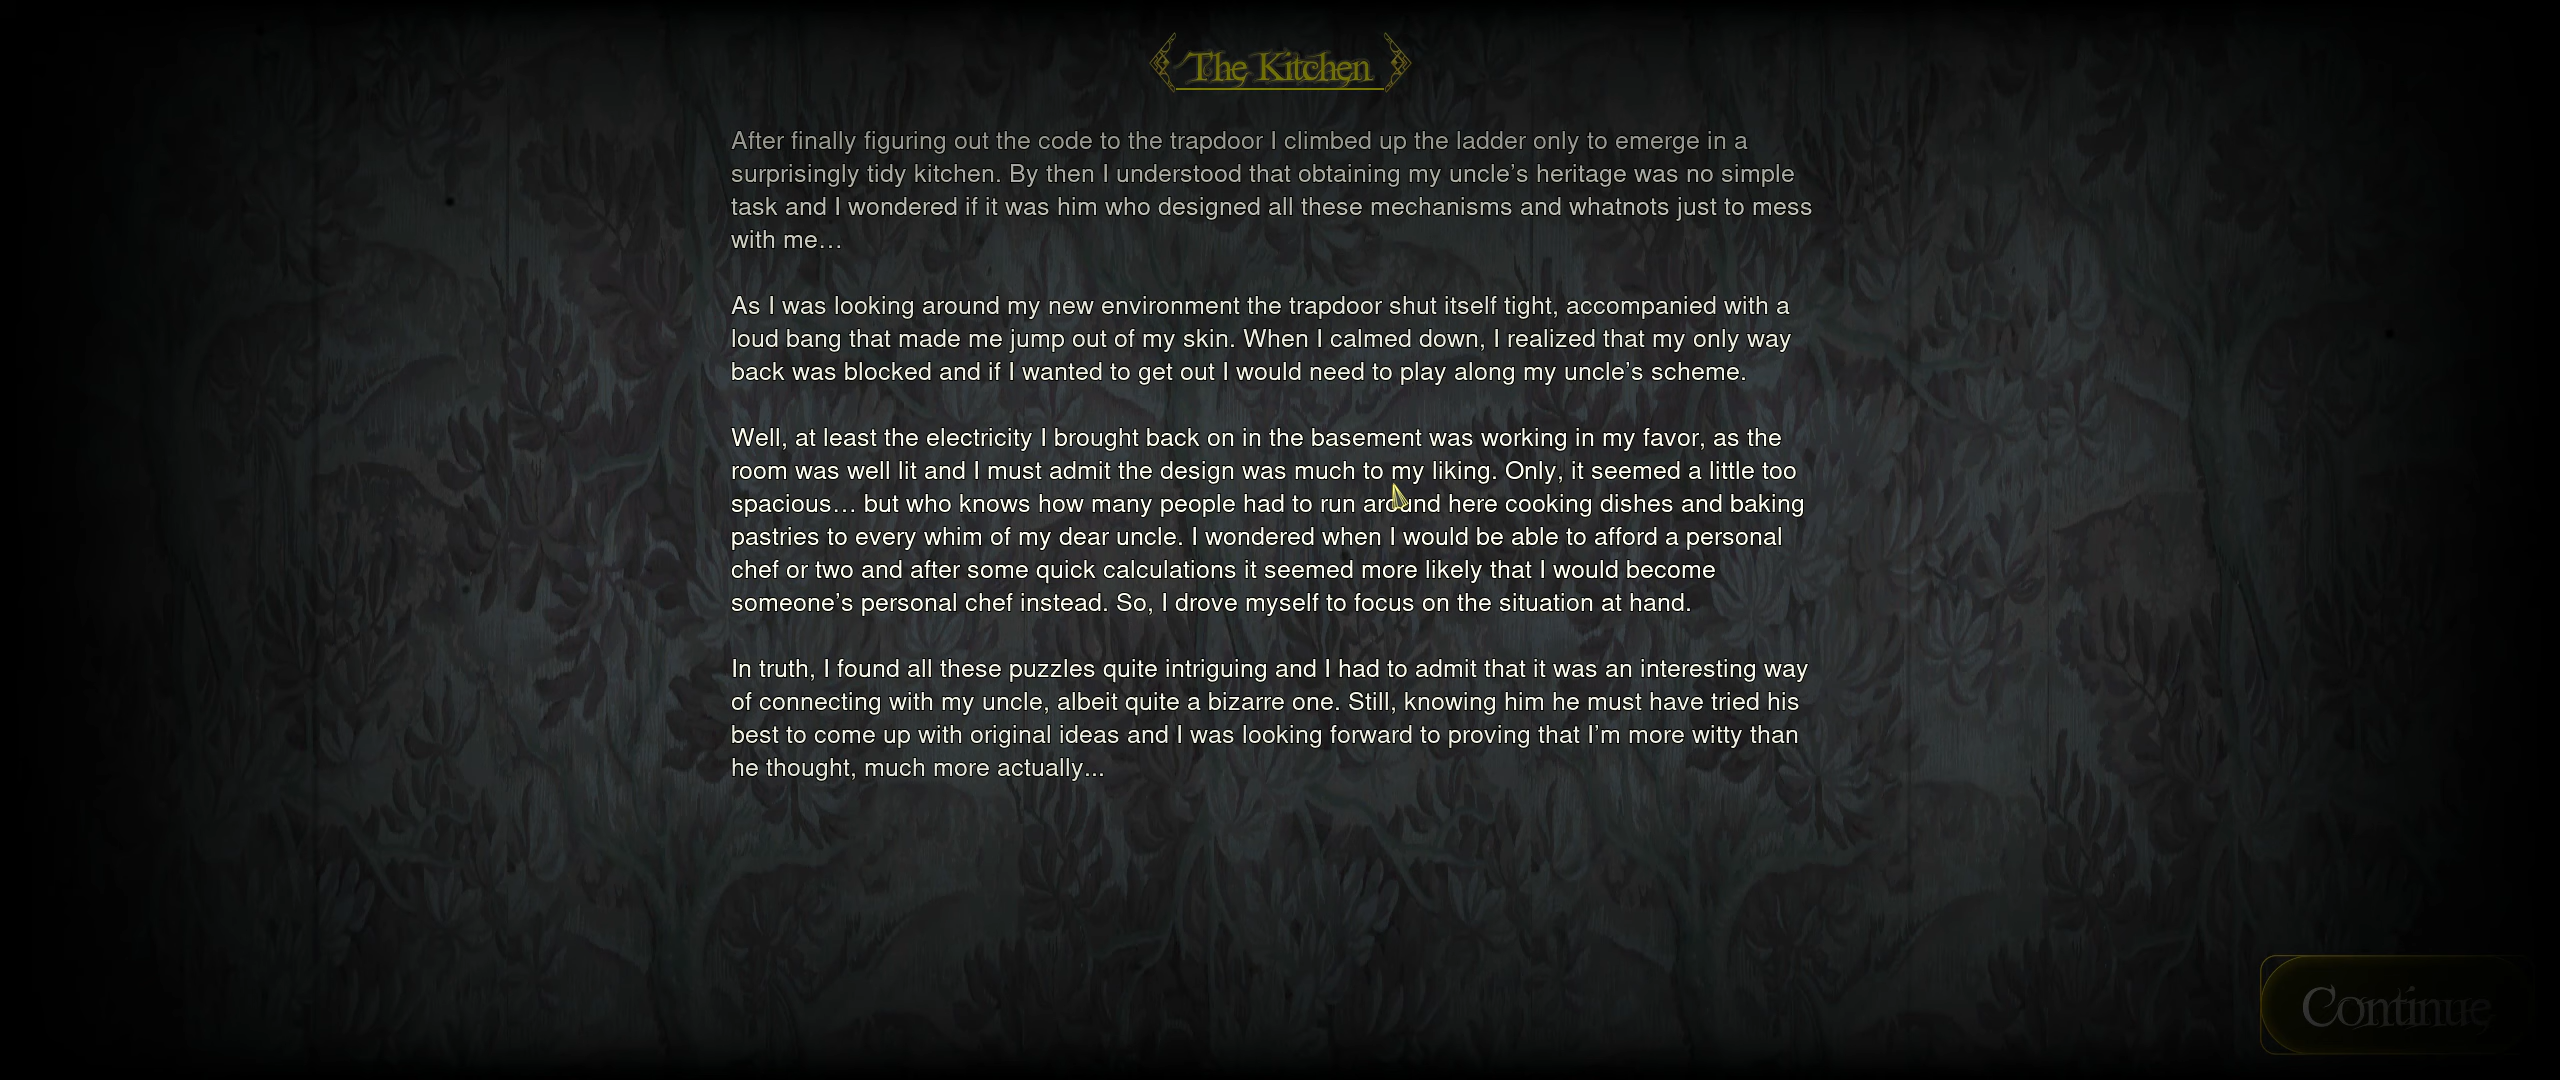 The Kitchen
After finally figuring out the code to the trapdoor I climbed up the ladder only to emerge in a
surprisingly tidy kitchen. By then I understood that obtaining my uncle’s heritage was no simple
task and I wondered if it was him who designed all these mechanisms and whatnots just to mess
with me…
As I was looking around my new environment the trapdoor shut itself tight, accompanied with a
loud bang that made me jump out of my skin. When I calmed down, I realized that my only way
back was blocked and if I wanted to get out I would need to play along my uncle’s scheme.
Well, at least the electricity I brought back on in the basement was working in my favor, as the
room was well lit and I must admit the design was much to my liking. Only, it seemed a little too
spacious… but who knows how many people had to run around here cooking dishes and baking
pastries to every whim of my dear uncle. I wondered when I would be able to afford a personal
chef or two and after some quick calculations it seemed more likely that I would become
someone’s personal chef instead. So, I drove myself to focus on the situation at hand.
In truth, I found all these puzzles quite intriguing and I had to admit that it was an interesting way
of connecting with my uncle, albeit quite a bizarre one. Still, knowing him he must have tried his
best to come up with original ideas and I was looking forward to proving that I’m more witty than
he thought, much more actually...
Continue